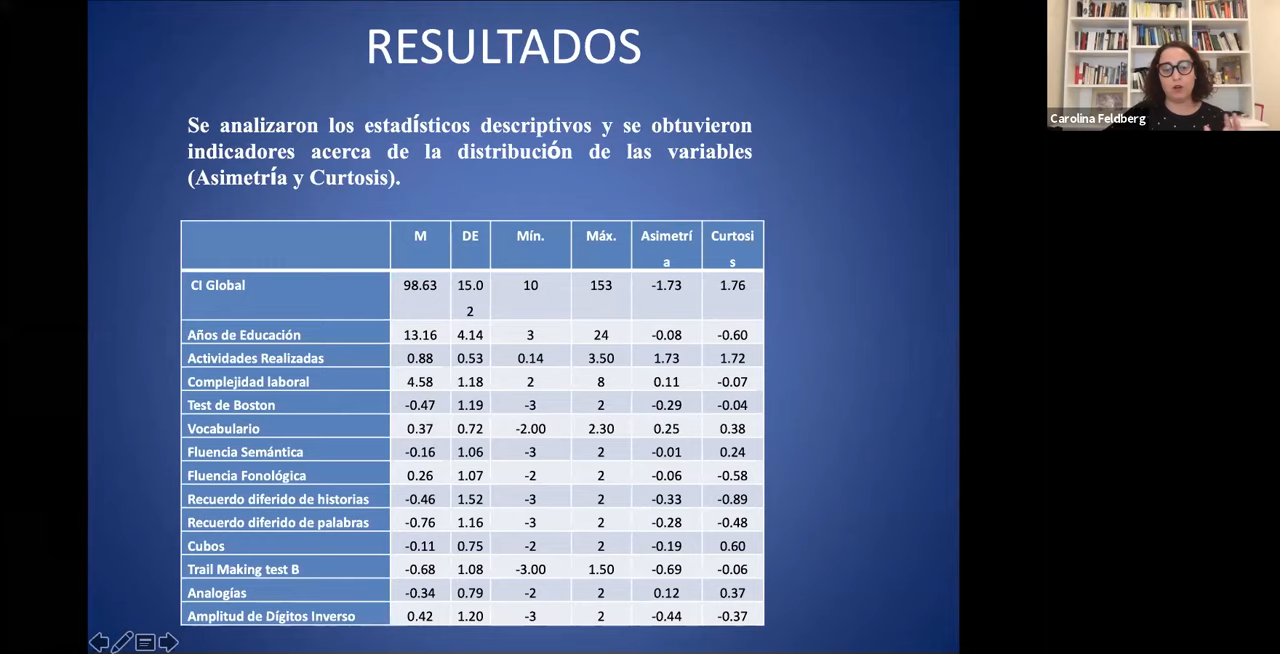 RESULTADOS
Se analizaron los estadísticos descriptivos y se obtuvieron
indicadores acerca de la distribución de las variables
(Asimetría y Curtosis).
M DE Mín. Máx. Asimetrí Curtosi
a s
CI Global 98.63 15.0 10 153 -1.73 1.76
2
Años de Educación 13.16 4.14 3 24 -0.08 -0.60
Actividades Realizadas 0.88 0.53 0.14 3.50 1.73 1.72
Complejidad laboral 4.58 1.18 2 8 0.11 -0.07
Test de Boston -0.47 1.19 -3 2 -0.29 -0.04
Vocabulario 0.37 0.72 -2.00 2.30 0.25 0.38
Fluencia Semántica -0.16 1.06 -3 2 -0.01 0.24
Fluencia Fonológica 0.26 1.07 -2 2 -0.06 -0.58
Recuerdo diferido de historias -0.46 1.52 -3 2 -0.33 -0.89
Recuerdo diferido de palabras -0.76 1.16 -3 2 -0.28 -0.48
Cubos -0.11 0.75 -2 2 -0.19 0.60
Trail Making test B -0.68 1.08 -3.00 1.50 -0.69 -0.06
Analogías -0.34 0.79 -2 2 0.12 0.37
Amplitud de Dígitos Inverso 0.42 1.20 -3 2 -0.44 -0.37
Carolina Feldberg